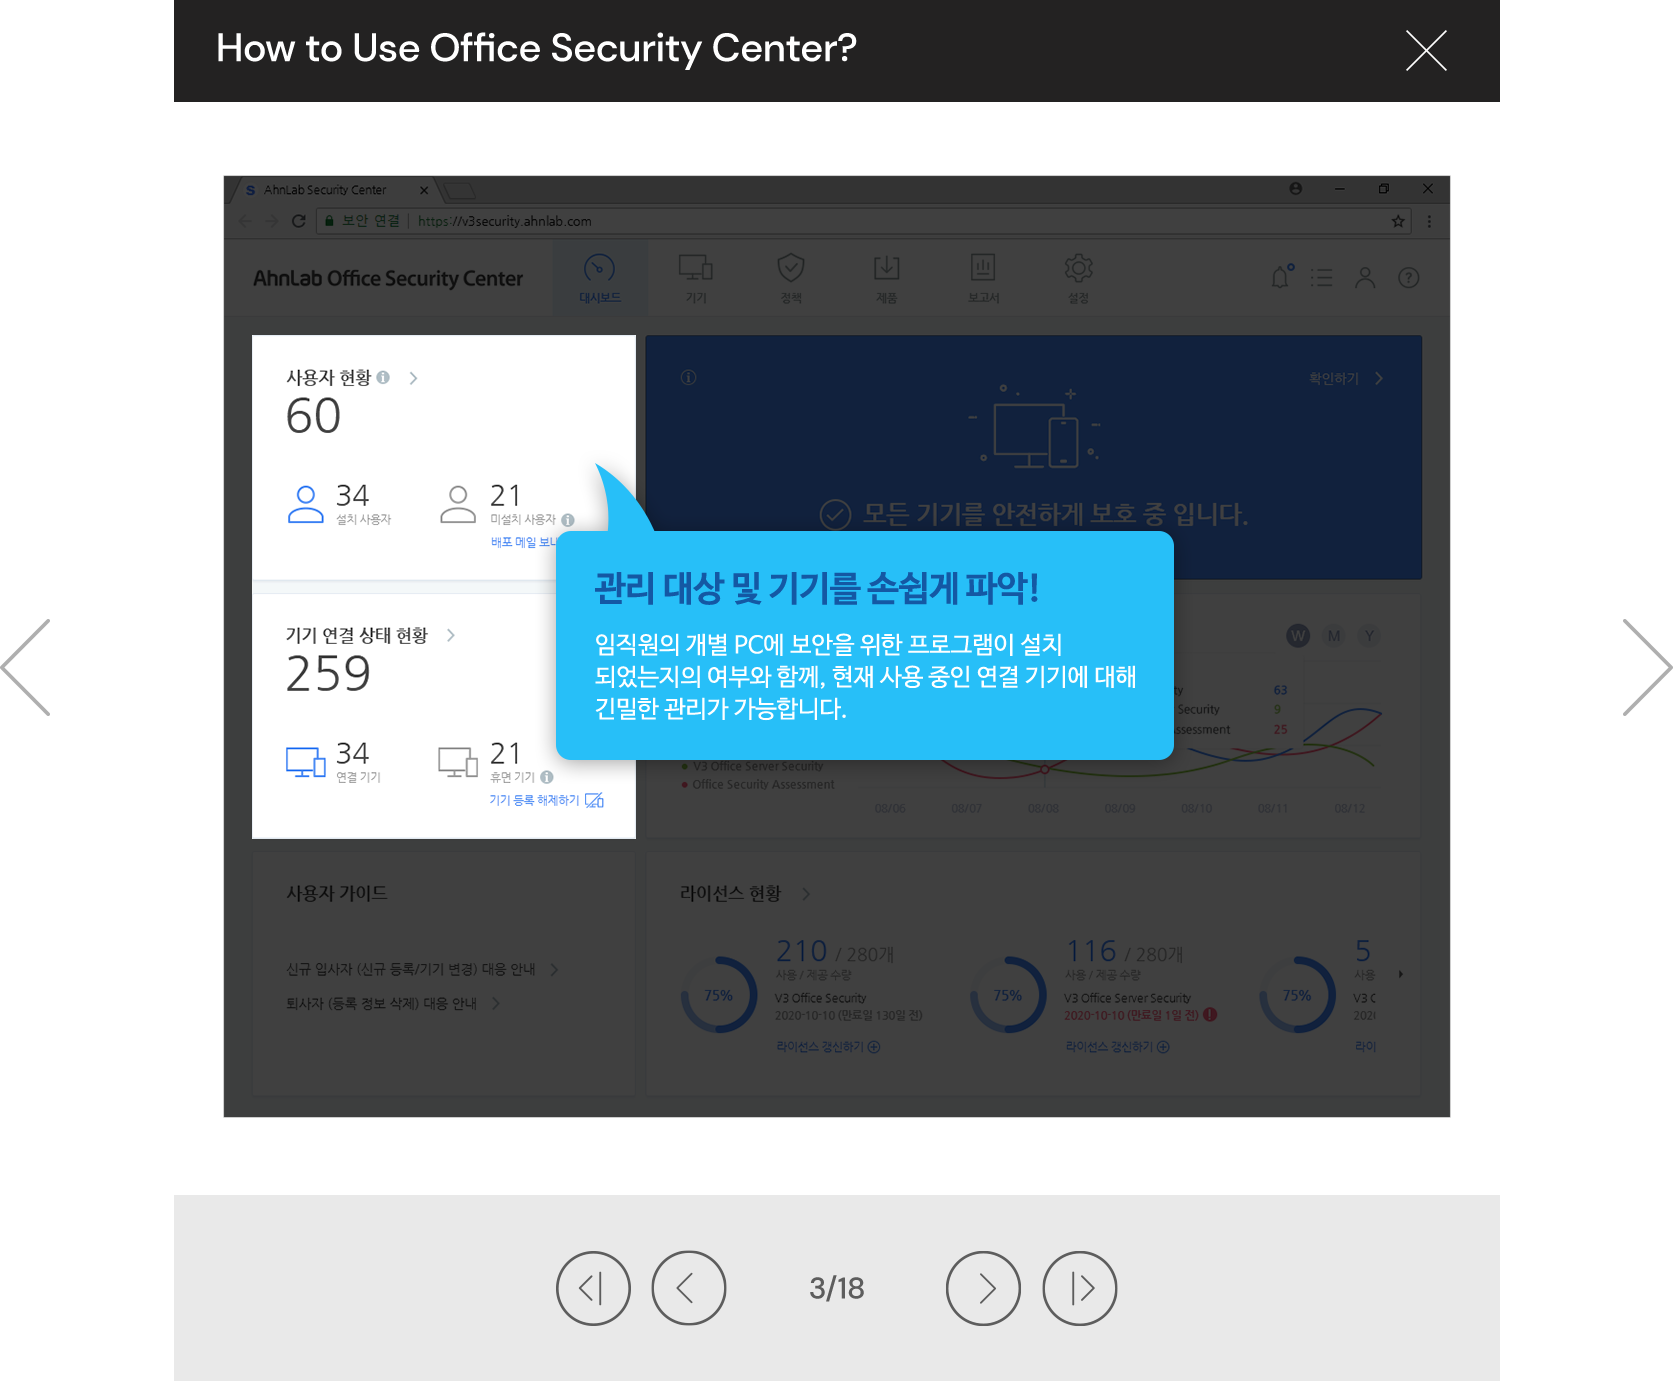 How to Use Office Security Center?
S AhnLab Security Center
보안 연결 https://v3security.ahnlab.com
AhnLab Office Security Center
대시보드
기기
정책
제품
보고서
설정
사용자 현황
60
34
설치 사용자
21
미설치 사용자
배포 메일 보내
확인하기
모든 기기를 안전하게 보호 중 입니다.
관리 대상 및 기기를 손쉽게 파악!
임직원의 개별 PC에 보안을 위한 프로그램이 설치
되었는지의 여부와 함께, 현재 사용 중인 연결 기기에 대해
긴밀한 관리가 가능합니다.
기기 연결 상태 현황
259
34
연결 기기
21
휴면 기기
기기 등록 해제하기
W M Y
ty 63
Security 9
ssessment 25
V3 Office Server Security
Office Security Assessment
08/06 08/07 08/08 08/09 08/10 08/11 08/12
사용자 가이드
신규 입사자 (신규 등록/기기 변경) 대응 안내
퇴사자 (등록 정보 삭제) 대응 안내
라이선스 현황
75%
210 / 280개
사용 / 제공 수량
V3 Office Security
2020-10-10 (만료일 130일 전)
라이선스 갱신하기
75%
116 / 280개
사용 / 제공 수량
V3 Office Server Security
2020-10-10 (만료일 1일 전)
라이선스 갱신하기
75%
5
사용
V3 C
202
라이
3/18